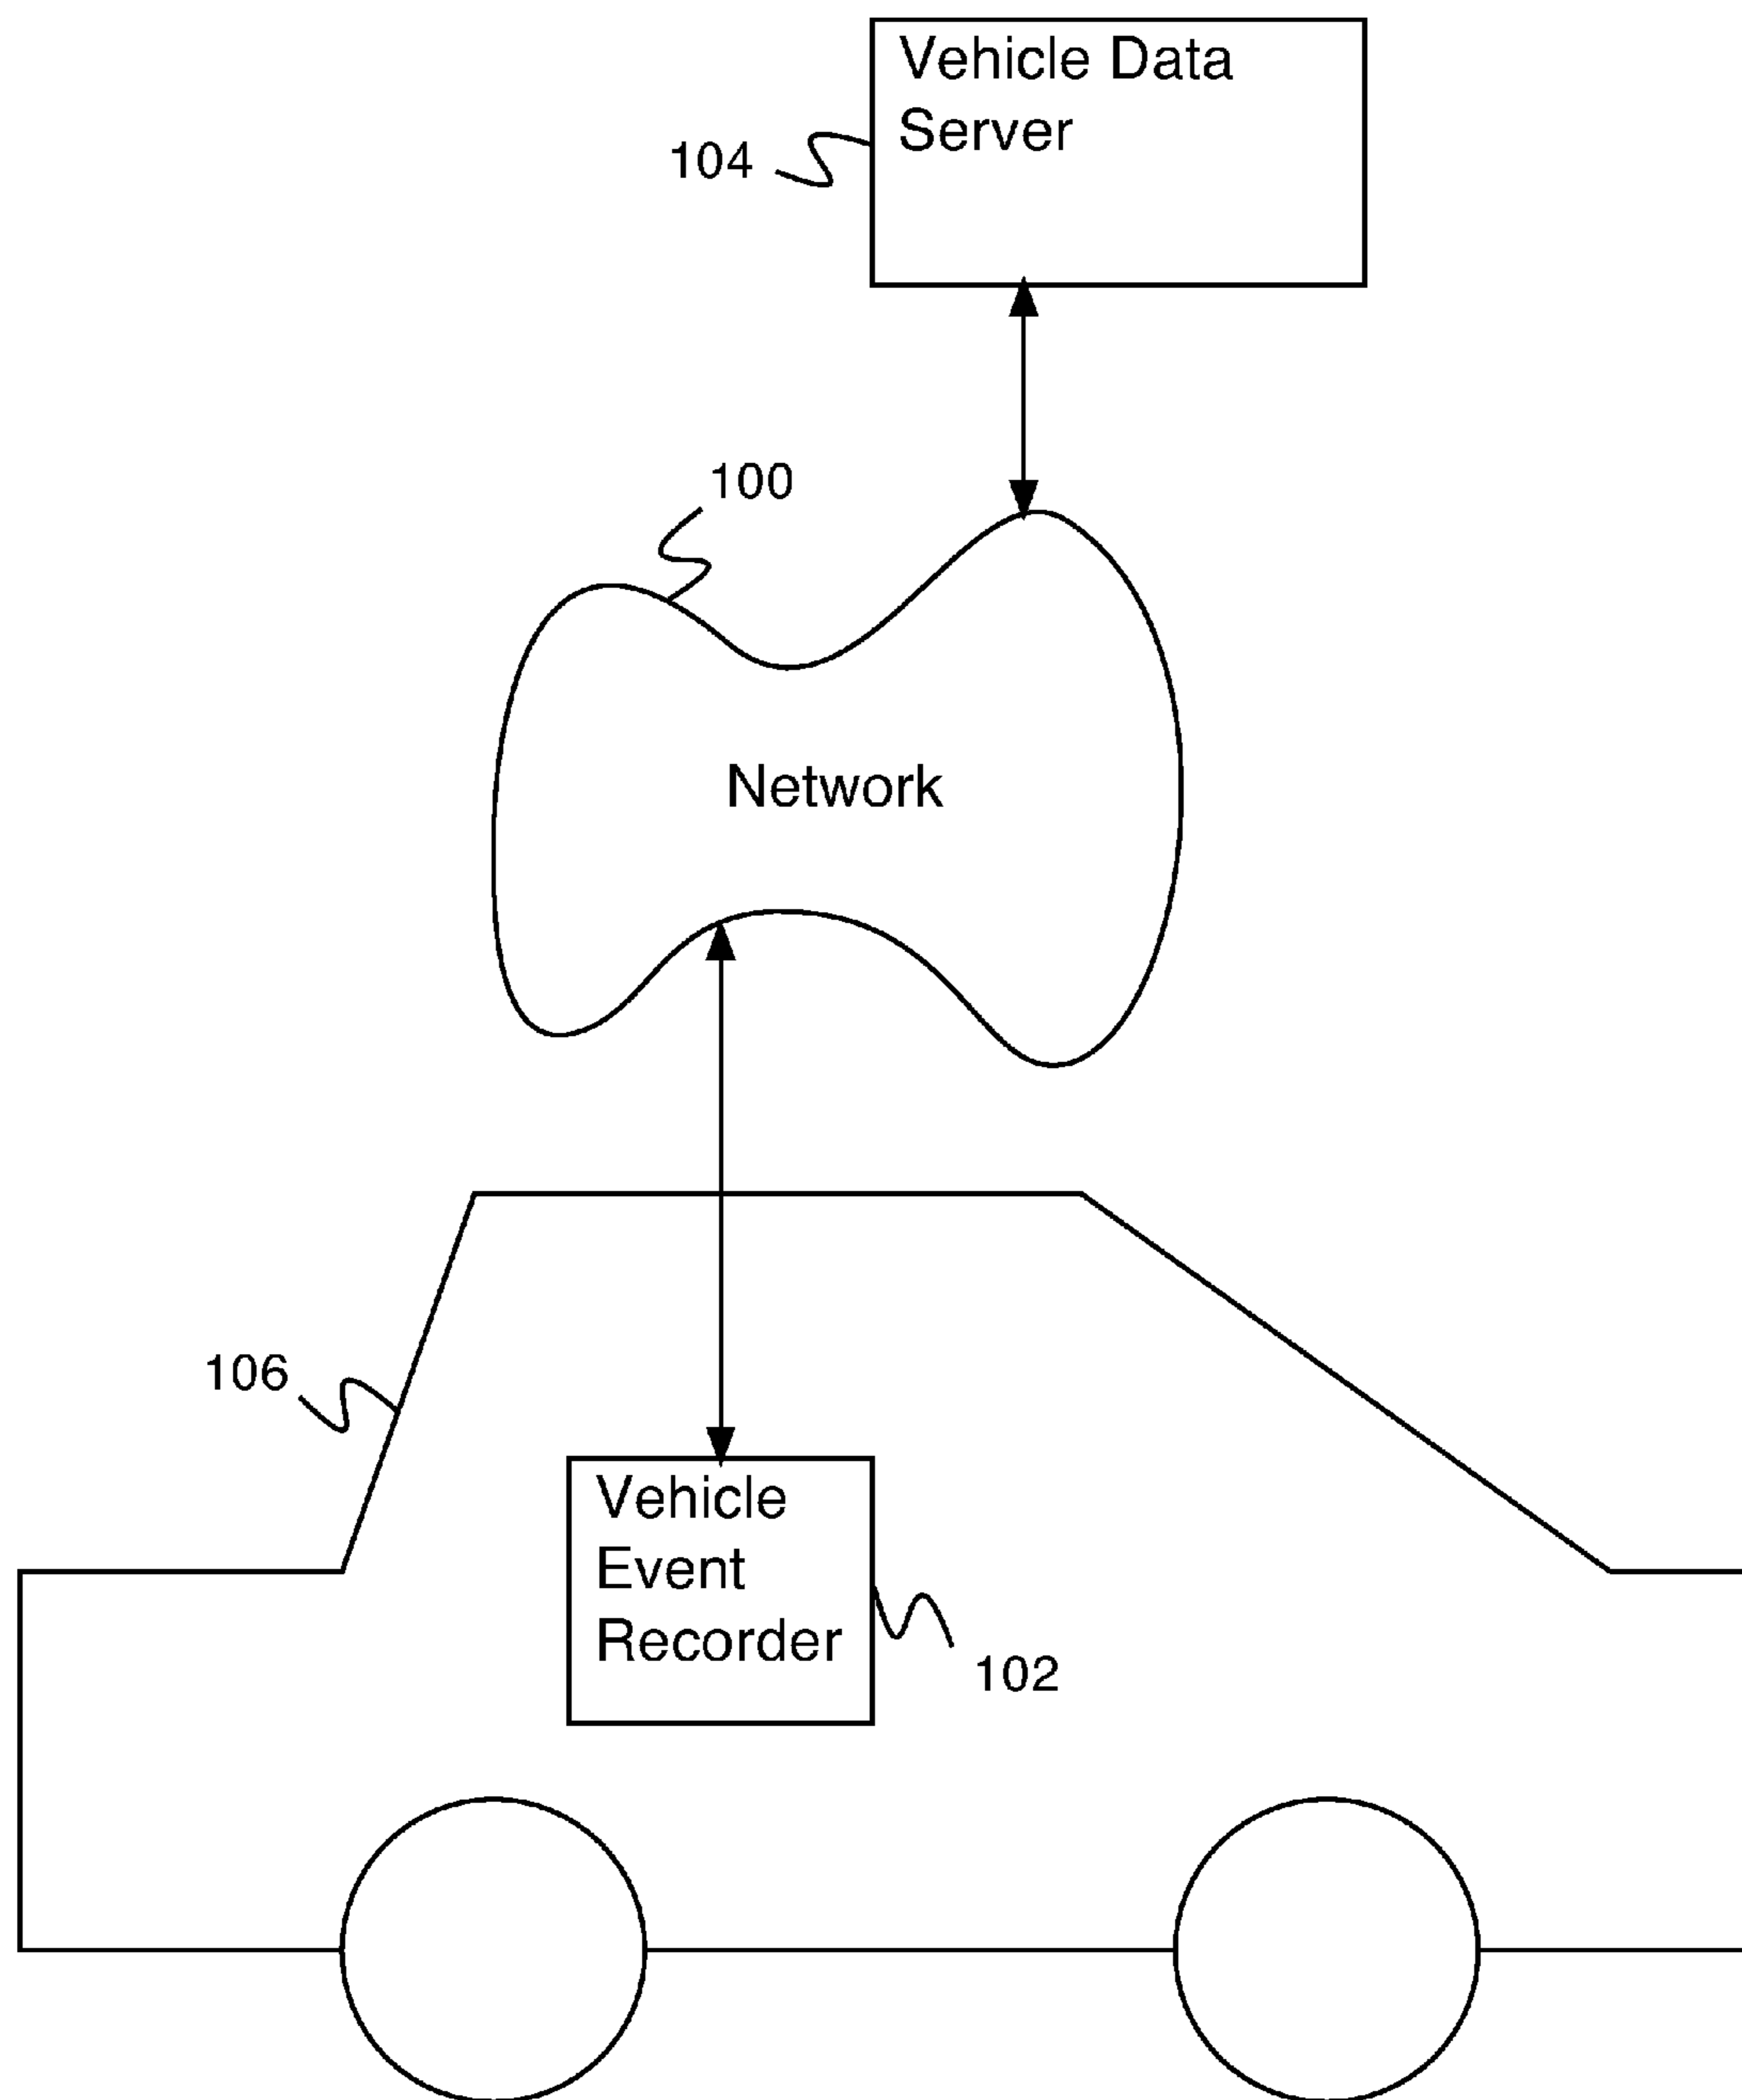 Vehicle Data
Server
104
100
Network
106
Vehicle
Event
Recorder
102